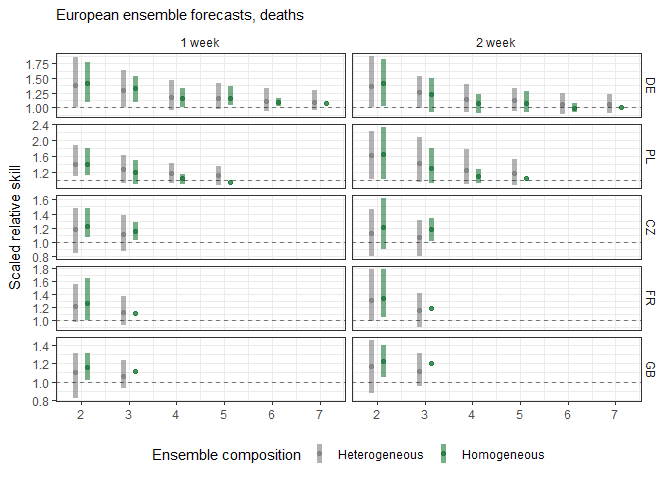 European ensemble forecasts, deaths
1 week
2 week
1.75
1.50
1.25
1.00
DE
2.4
2.0
1.6
1.2
PL
1.6
1.4
1.2
1.0
0.8
CZ
1.8
1.6
1.4
1.2
1.0
FR
1.4
1.2
1.0
0.8
GB
Scaled relative skill
2 3 4 5 6 7
2 3 4 5 6 7
Ensemble composition Heterogeneous Homogeneous